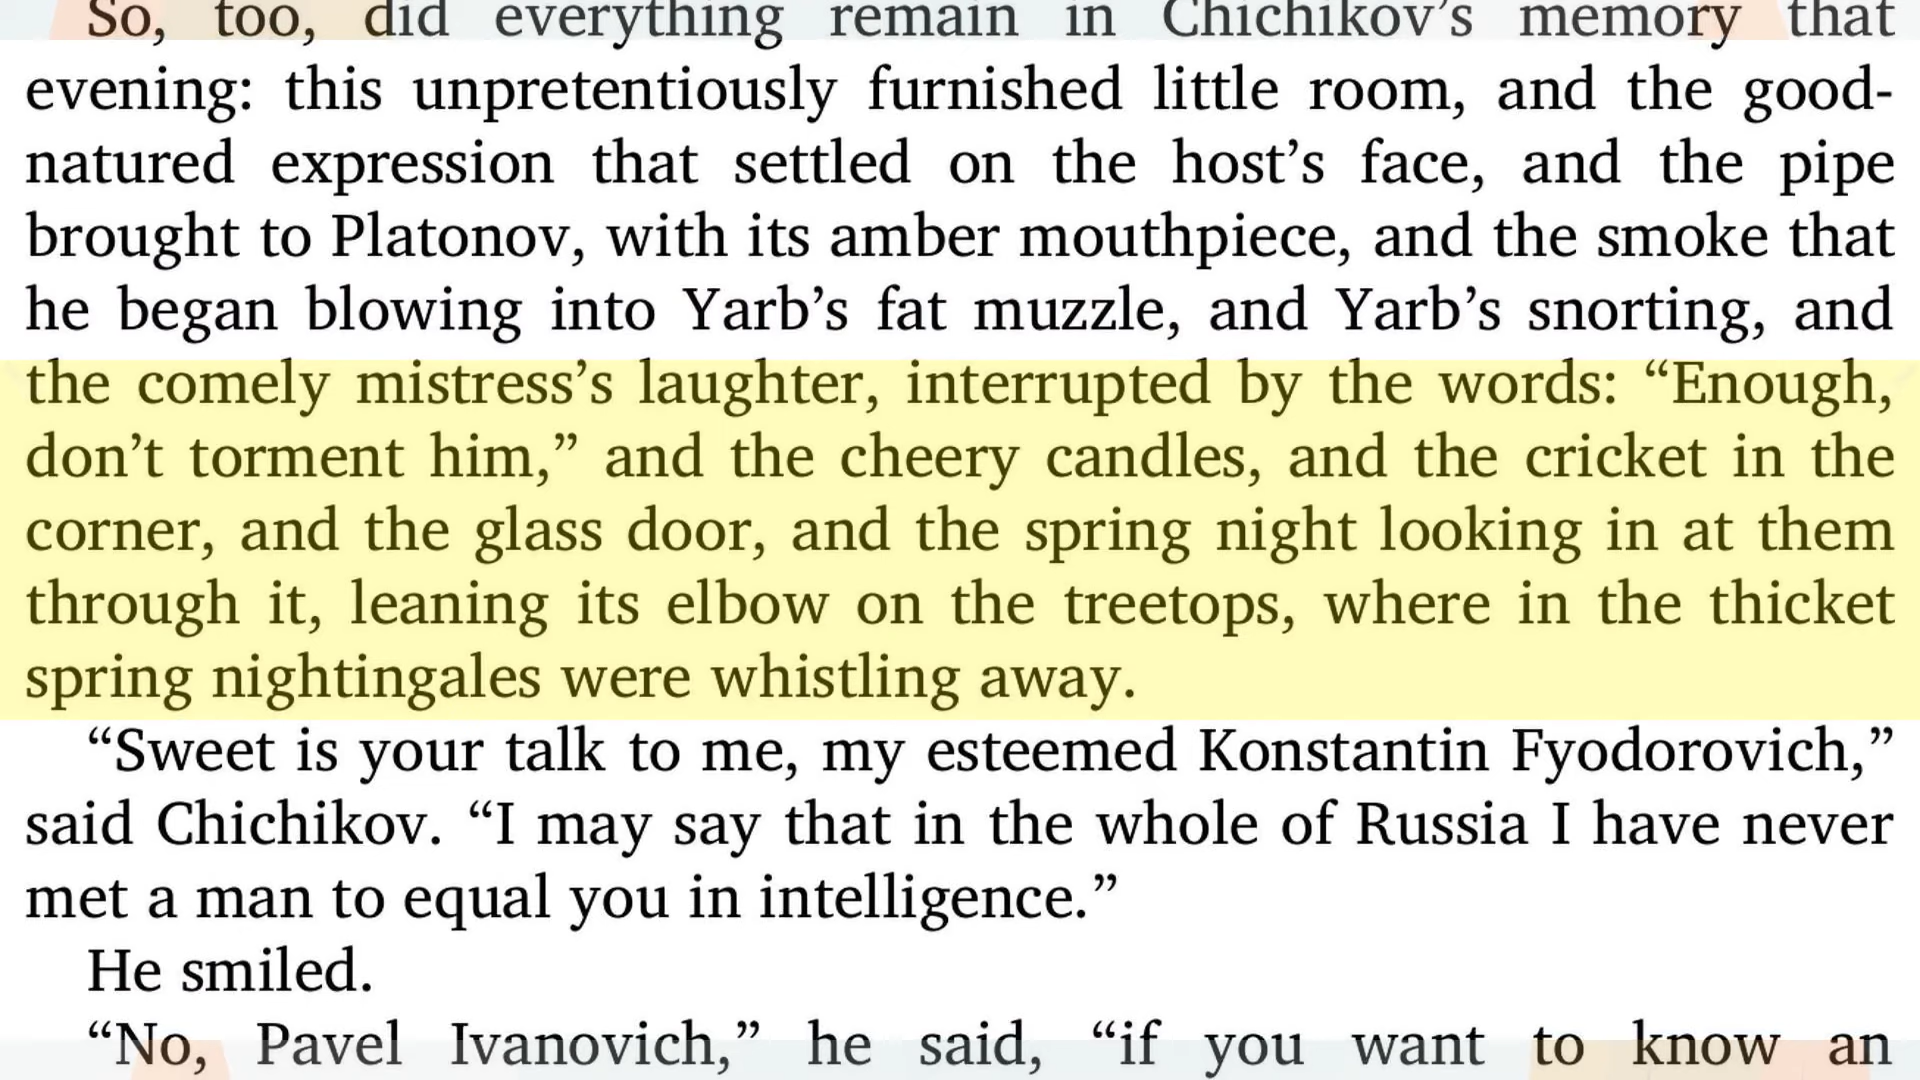 So, too, did everything remain in Chichikov’s memory that
evening: this unpretentiously furnished little room, and the good-
natured expression that settled on the host’s face, and the pipe
brought to Platonov, with its amber mouthpiece, and the smoke that
he began blowing into Yarb’s fat muzzle, and Yarb’s snorting, and
the comely mistress’s laughter, interrupted by the words: “Enough,
don’t torment him,” and the cheery candles, and the cricket in the
corner, and the glass door, and the spring night looking in at them
through it, leaning its elbow on the treetops, where in the thicket
spring nightingales were whistling away.
“Sweet is your talk to me, my esteemed Konstantin Fyodorovich,”
said Chichikov. “I may say that in the whole of Russia I have never
met a man to equal you in intelligence.”
He smiled.
“No, Pavel Ivanovich,” he said, “if you want to know an